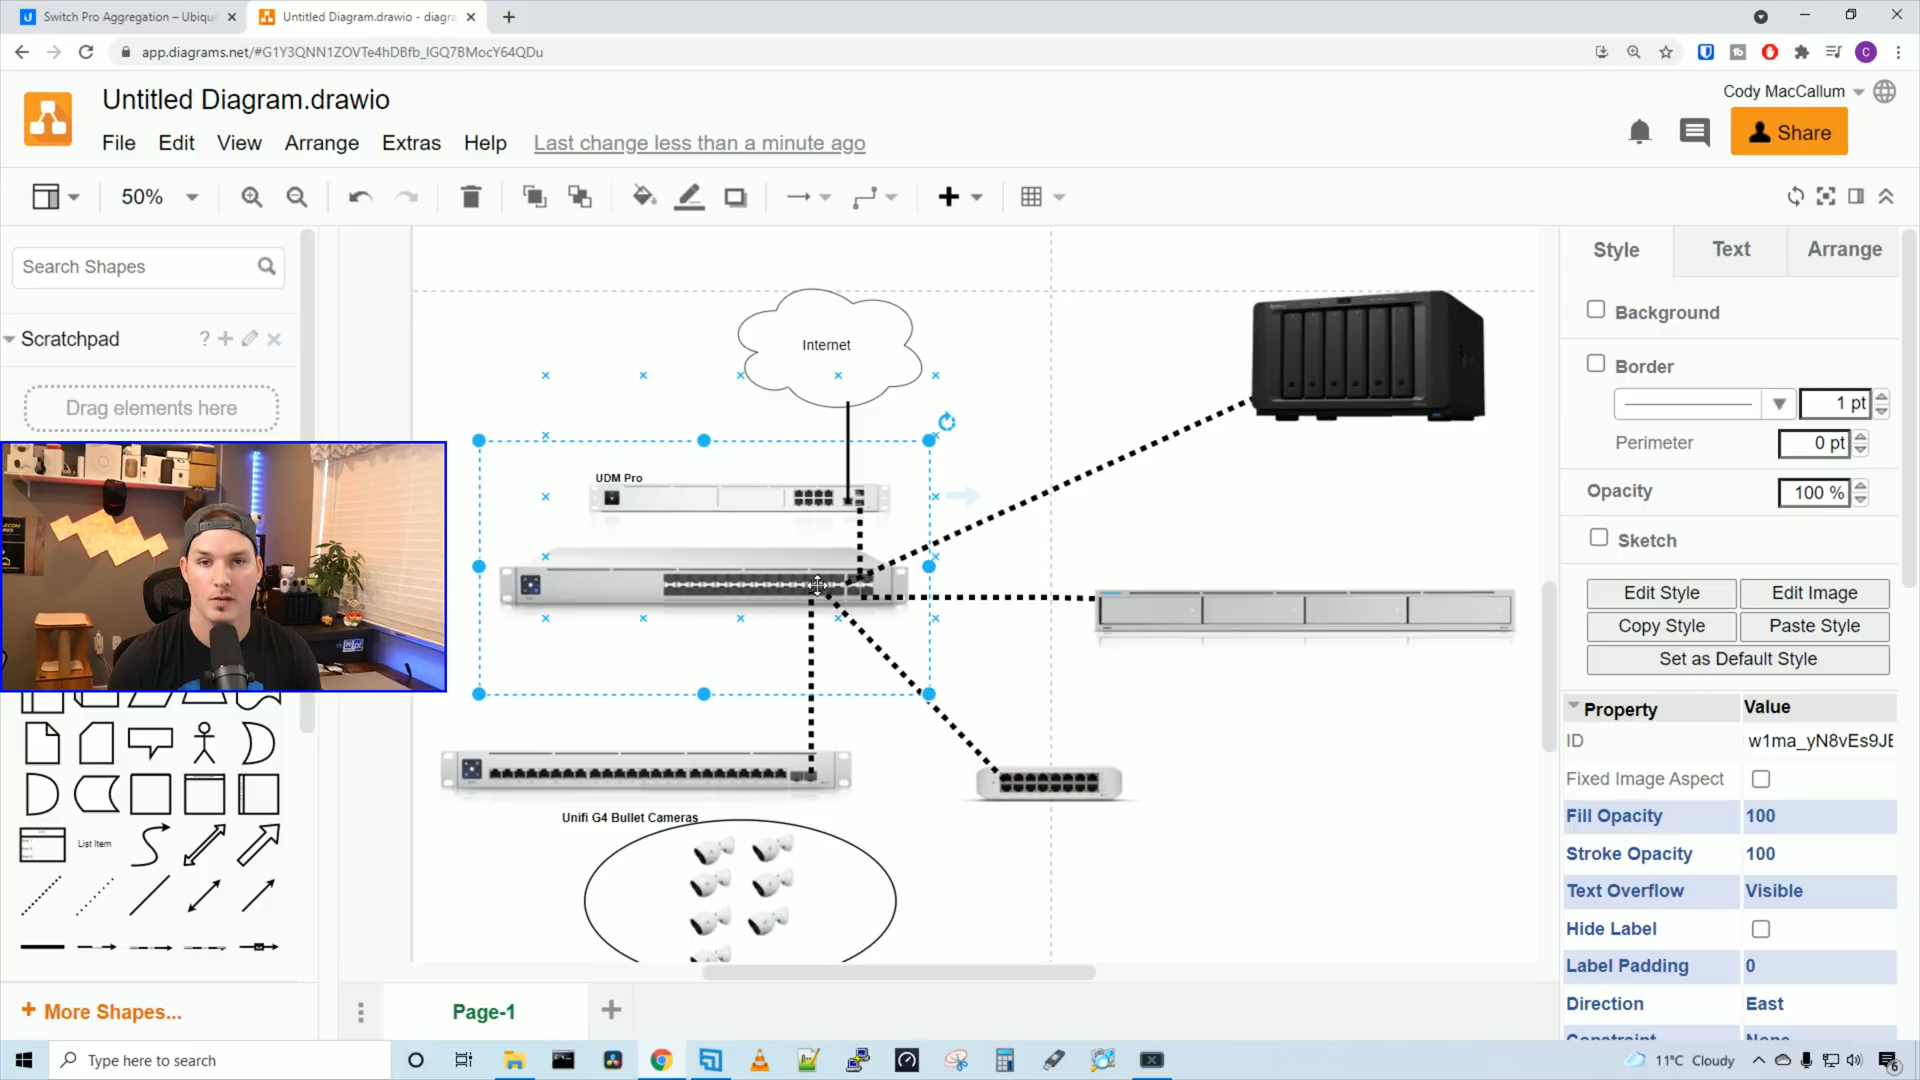 Switch Pro Aggregation – Ubiqui
Untitled Diagram.drawio - diagra
app.diagrams.net/#G1Y3QNN1ZOVTe4hDBfb_IGQ7BMocY64QDu
C
Untitled Diagram.drawio
Cody MacCallum
File Edit View Arrange Extras Help Last change less than a minute ago
Share
50%
Search Shapes
Scratchpad
?
Drag elements here
List Item
+ More Shapes...
Internet
UDM Pro
Unifi G4 Bullet Cameras
Page-1
Style Text Arrange
Background
Border
1 pt
Perimeter 0 pt
Opacity 100 %
Sketch
Edit Style Edit Image
Copy Style Paste Style
Set as Default Style
Property Value
ID w1ma_yN8vEs9JE
Fixed Image Aspect
Fill Opacity 100
Stroke Opacity 100
Text Overflow Visible
Hide Label
Label Padding 0
Direction East
Type here to search
11°C Cloudy
6